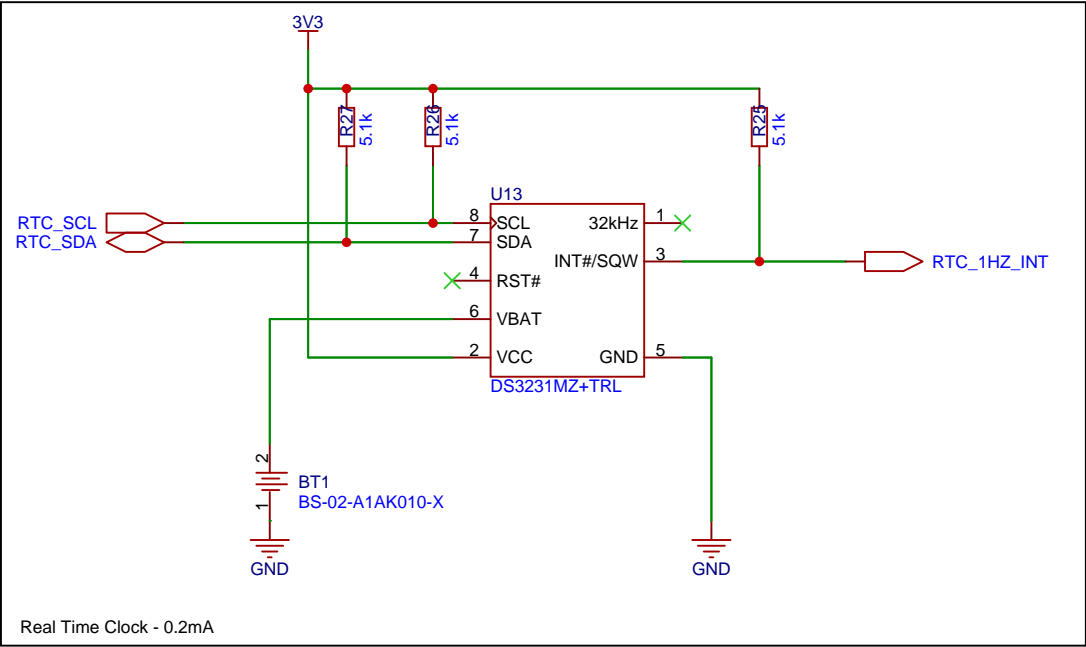 3V3
R27
5.1k
R26
5.1k
R25
5.1k
U13
RTC_SCL
8
SCL
32kHz
1
RTC_SDA
7
SDA
INT#/SQW
3
RTC_1HZ_INT
4
RST#
6
VBAT
2
VCC
GND
5
DS3231MZ+TRL
2
BT1
1
BS-02-A1AK010-X
GND
GND
Real Time Clock - 0.2mA